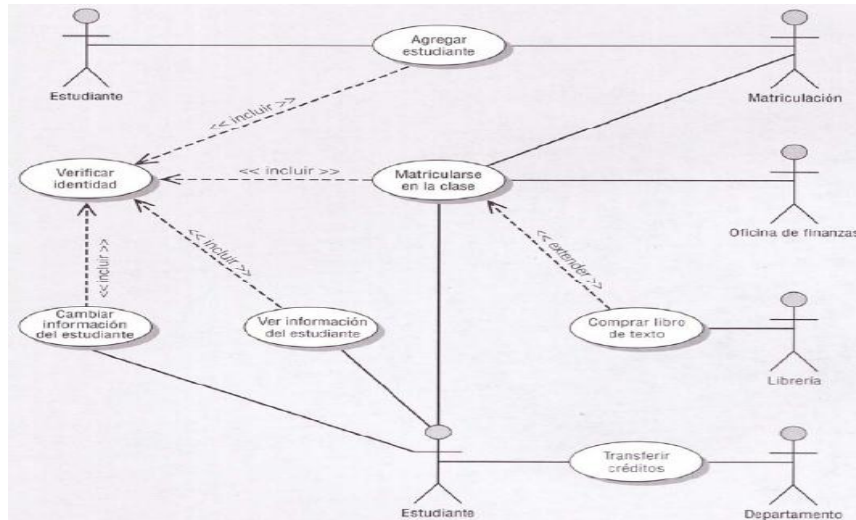 Agregar
estudiante
Estudiante
Matriculación
<< incluir >>
Verificar
identidad
<< incluir >>
Matricularse
en la clase
Oficina de finanzas
<< incluir >>
<< incluir >>
<< extender >>
Cambiar
información
del estudiante
Ver información
del estudiante
Comprar libro
de texto
Librería
Transferir
créditos
Estudiante
Departamento